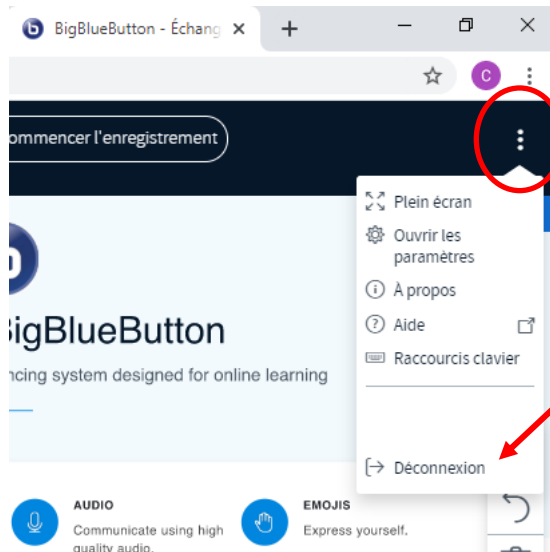 BigBlueButton - Échang
C
ommencer l'enregistrement
Plein écran
Ouvrir les
paramètres
À propos
Aide
Raccourcis clavier
Déconnexion
igBlueButton
ncing system designed for online learning
AUDIO
Communicate using high
quality audio.
EMOJIS
Express yourself.